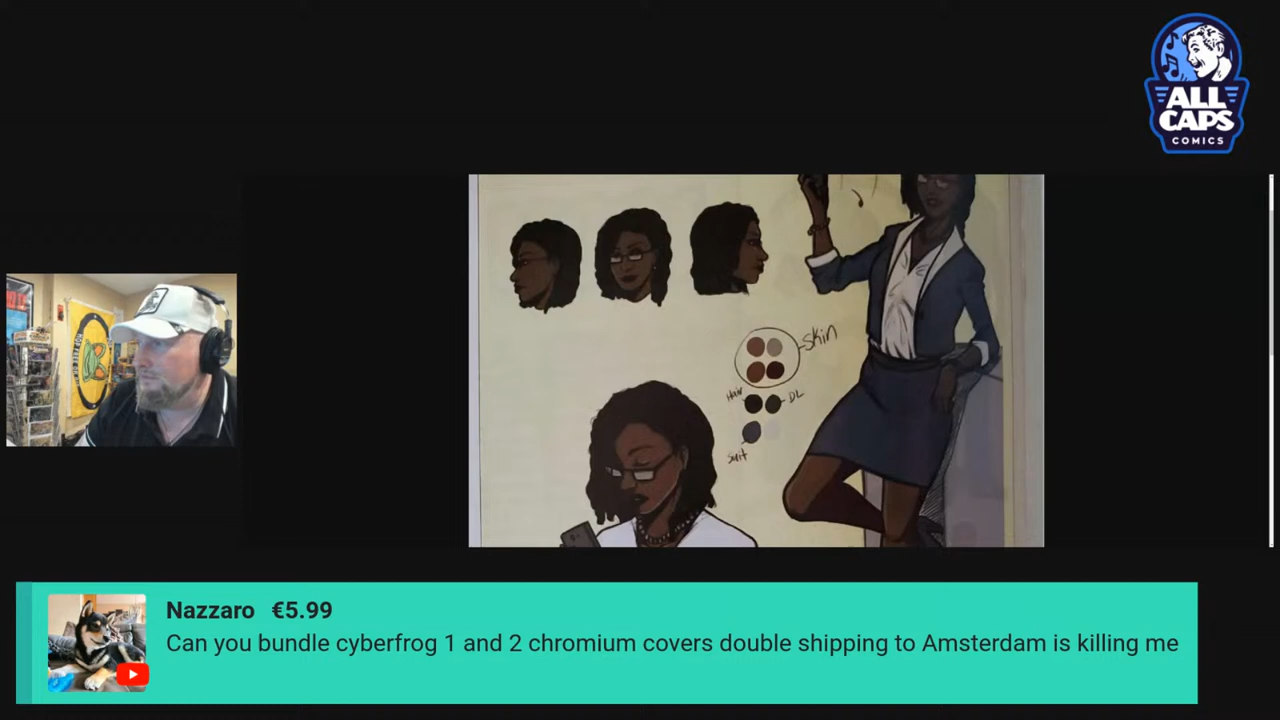 ALL
CAPS
COMICS
skin
Hair
DL
Suit
Nazzaro €5.99
Can you bundle cyberfrog 1 and 2 chromium covers double shipping to Amsterdam is killing me